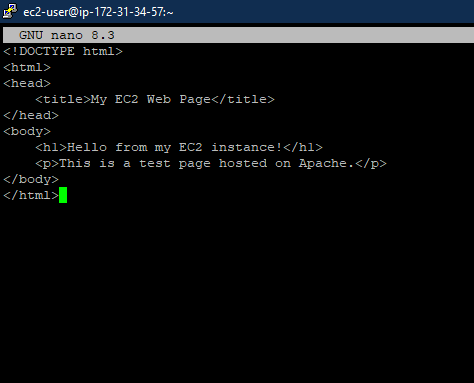 ec2-user@ip-172-31-34-57:~
GNU nano 8.3
<!DOCTYPE html>
<html>
<head>
    <title>My EC2 Web Page</title>
</head>
<body>
    <h1>Hello from my EC2 instance!</h1>
    <p>This is a test page hosted on Apache.</p>
</body>
</html>